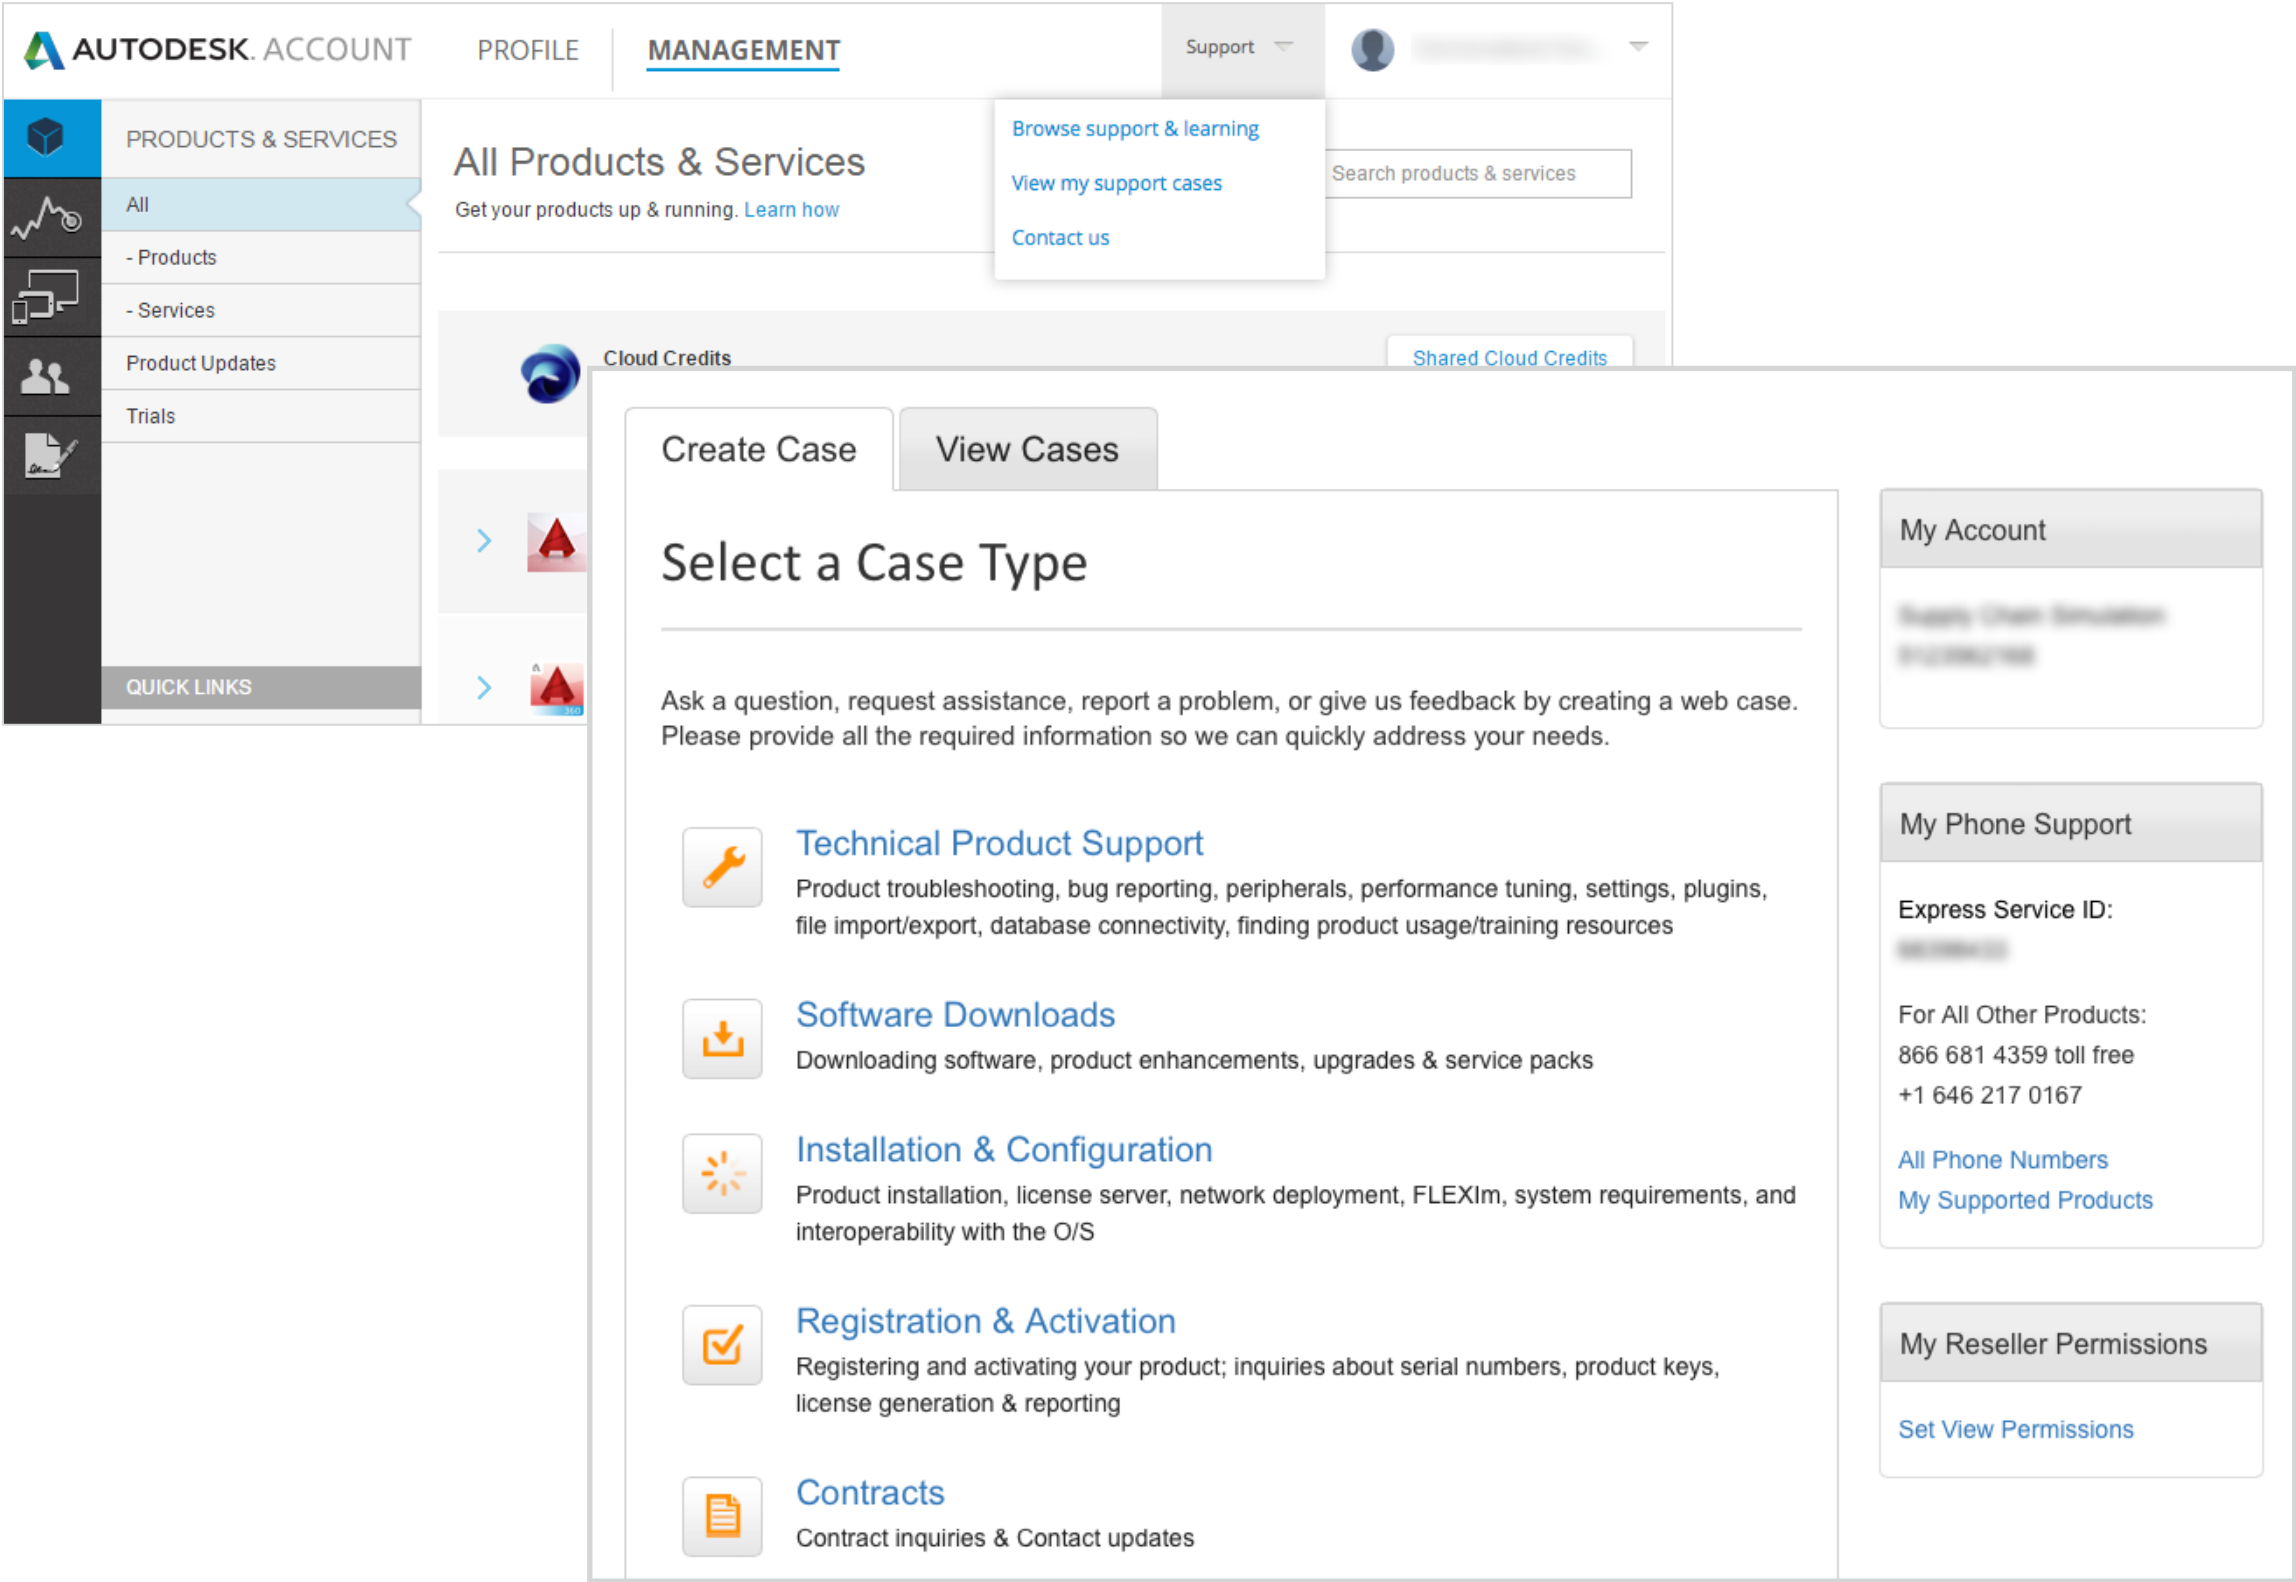 AUTODESK. ACCOUNT
PROFILE
MANAGEMENT
Support
Browse support & learning
View my support cases
Contact us
PRODUCTS & SERVICES
All
- Products
- Services
Product Updates
Trials
QUICK LINKS
All Products & Services
Get your products up & running. Learn how
Search products & services
Cloud Credits
Shared Cloud Credits
360
Create Case
View Cases
Select a Case Type
Ask a question, request assistance, report a problem, or give us feedback by creating a web case.
Please provide all the required information so we can quickly address your needs.
Technical Product Support
Product troubleshooting, bug reporting, peripherals, performance tuning, settings, plugins,
file import/export, database connectivity, finding product usage/training resources
Software Downloads
Downloading software, product enhancements, upgrades & service packs
Installation & Configuration
Product installation, license server, network deployment, FLEXlm, system requirements, and
interoperability with the O/S
Registration & Activation
Registering and activating your product; inquiries about serial numbers, product keys,
license generation & reporting
Contracts
Contract inquiries & Contact updates
My Account
My Phone Support
Express Service ID:
For All Other Products:
866 681 4359 toll free
+1 646 217 0167
All Phone Numbers
My Supported Products
My Reseller Permissions
Set View Permissions